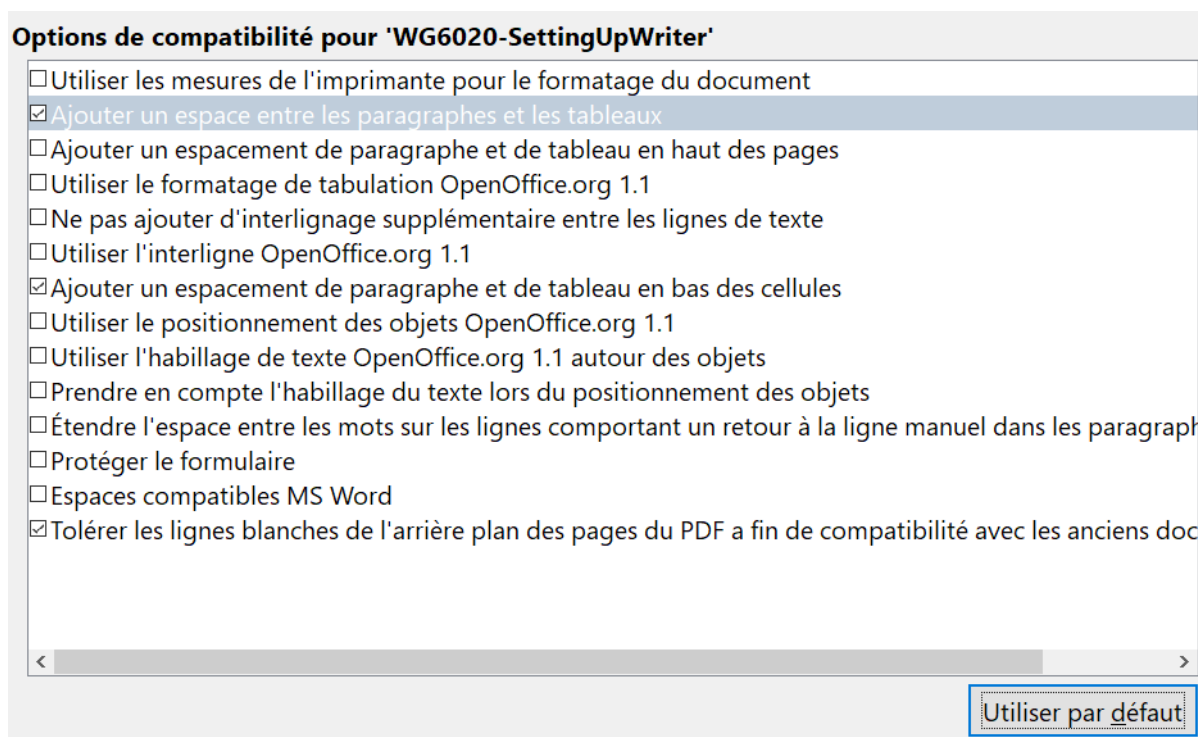 Options de compatibilité pour 'WG6020-SettingUpWriter'
Utiliser les mesures de l'imprimante pour le formatage du document
Ajouter un espace entre les paragraphes et les tableaux
Ajouter un espacement de paragraphe et de tableau en haut des pages
Utiliser le formatage de tabulation OpenOffice.org 1.1
Ne pas ajouter d'interlignage supplémentaire entre les lignes de texte
Utiliser l'interligne OpenOffice.org 1.1
Ajouter un espacement de paragraphe et de tableau en bas des cellules
Utiliser le positionnement des objets OpenOffice.org 1.1
Utiliser l'habillage de texte OpenOffice.org 1.1 autour des objets
Prendre en compte l'habillage du texte lors du positionnement des objets
Étendre l'espace entre les mots sur les lignes comportant un retour à la ligne manuel dans les paragraph
Protéger le formulaire
Espaces compatibles MS Word
Tolérer les lignes blanches de l'arrière plan des pages du PDF a fin de compatibilité avec les anciens doc
Utiliser par défaut